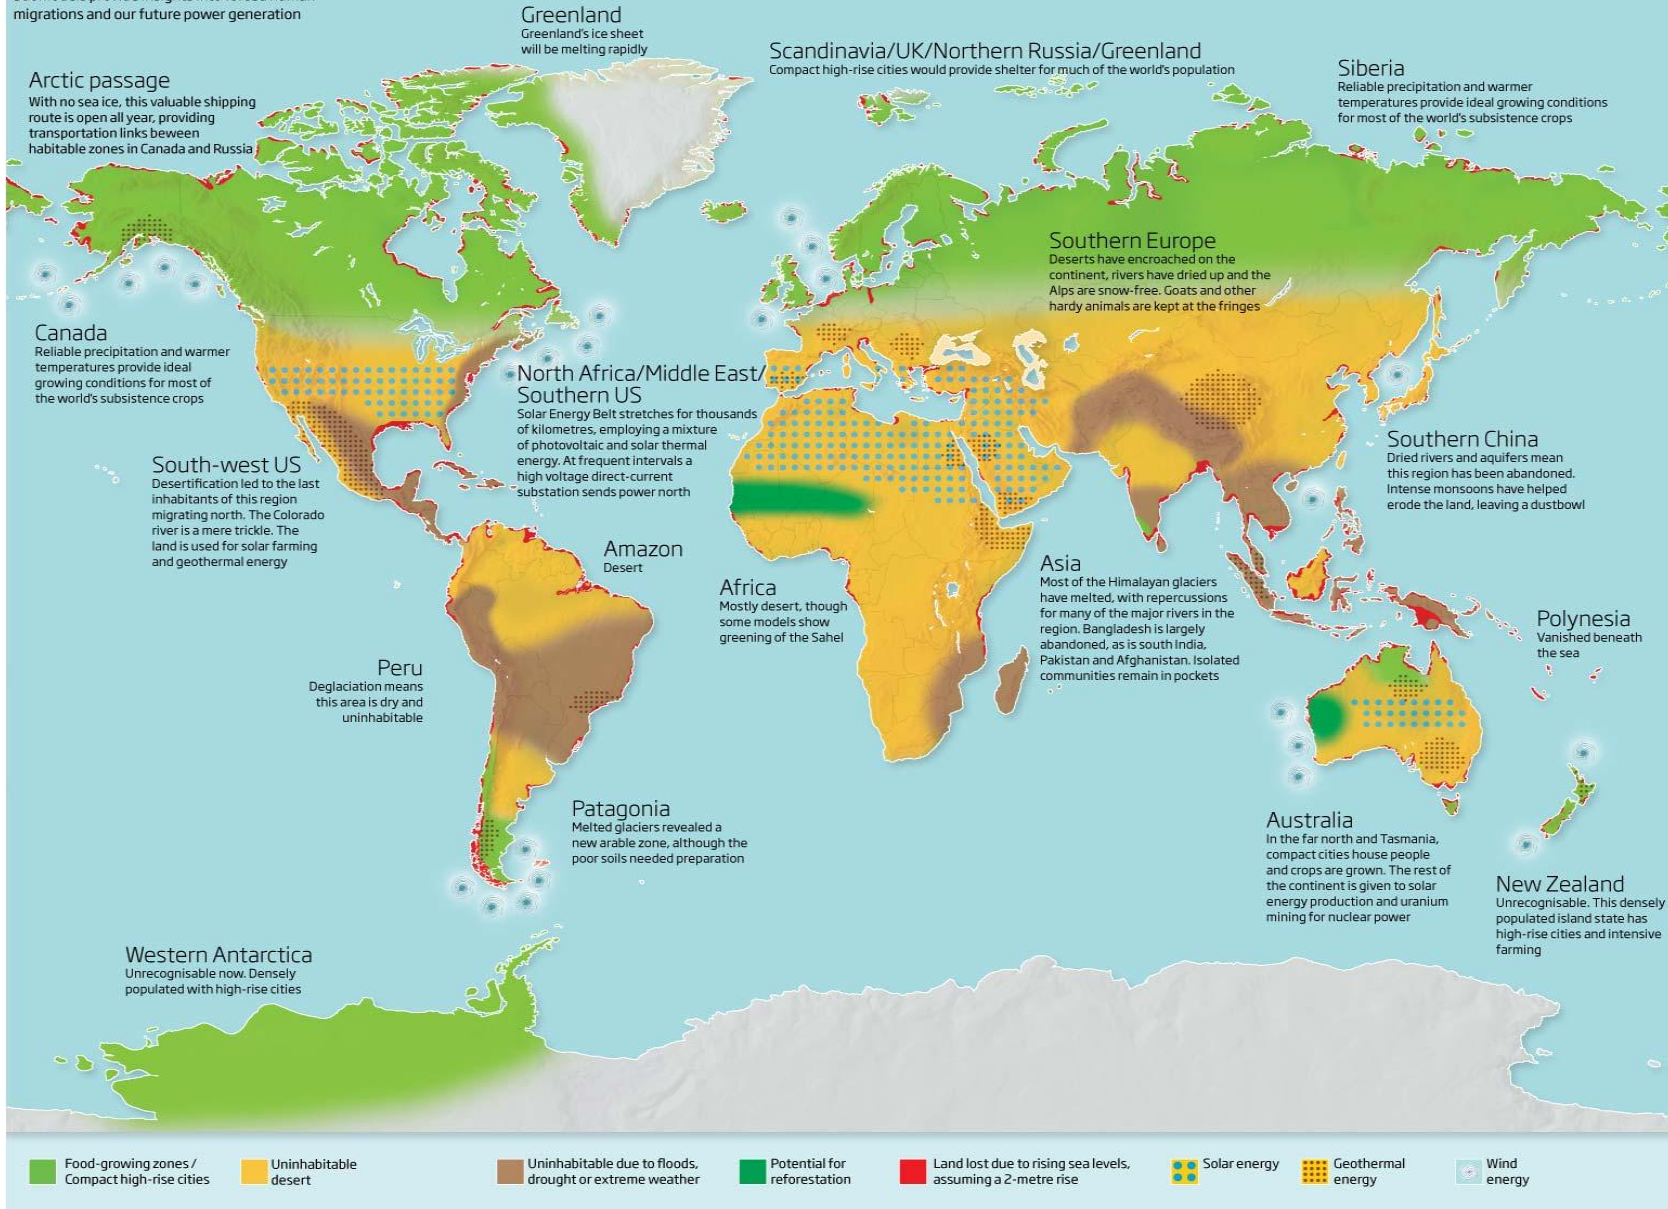 migrations and our future power generation
Greenland
Greenland's ice sheet
will be melting rapidly
Scandinavia/UK/Northern Russia/Greenland
Compact high-rise cities would provide shelter for much of the world's population
Siberia
Reliable precipitation and warmer
temperatures provide ideal growing conditions
for most of the world's subsistence crops
Arctic passage
With no sea ice, this valuable shipping
route is open all year, providing
transportation links beween
habitable zones in Canada and Russia
Southern Europe
Deserts have encroached on the
continent, rivers have dried up and the
Alps are snow-free. Goats and other
hardy animals are kept at the fringes
Canada
Reliable precipitation and warmer
temperatures provide ideal
growing conditions for most of
the world's subsistence crops
North Africa/Middle East/
Southern US
Solar Energy Belt stretches for thousands
of kilometres, employing a mixture
of photovoltaic and solar thermal
energy. At frequent intervals a
high voltage direct-current
substation sends power north
South-west US
Desertification led to the last
inhabitants of this region
migrating north. The Colorado
river is a mere trickle. The
land is used for solar farming
and geothermal energy
Southern China
Dried rivers and aquifers mean
this region has been abandoned.
Intense monsoons have helped
erode the land, leaving a dustbowl
Amazon
Desert
Africa
Mostly desert, though
some models show
greening of the Sahel
Asia
Most of the Himalayan glaciers
have melted, with repercussions
for many of the major rivers in the
region. Bangladesh is largely
abandoned, as is south India,
Pakistan and Afghanistan. Isolated
communities remain in pockets
Polynesia
Vanished beneath
the sea
Peru
Deglaciation means
this area is dry and
uninhabitable
Patagonia
Melted glaciers revealed a
new arable zone, although the
poor soils needed preparation
Australia
In the far north and Tasmania,
compact cities house people
and crops are grown. The rest of
the continent is given to solar
energy production and uranium
mining for nuclear power
New Zealand
Unrecognisable. This densely
populated island state has
high-rise cities and intensive
farming
Western Antarctica
Unrecognisable now. Densely
populated with high-rise cities
Food-growing zones /
Compact high-rise cities
Uninhabitable
desert
Uninhabitable due to floods,
drought or extreme weather
Potential for
reforestation
Land lost due to rising sea levels,
assuming a 2-metre rise
Solar energy
Geothermal
energy
Wind
energy